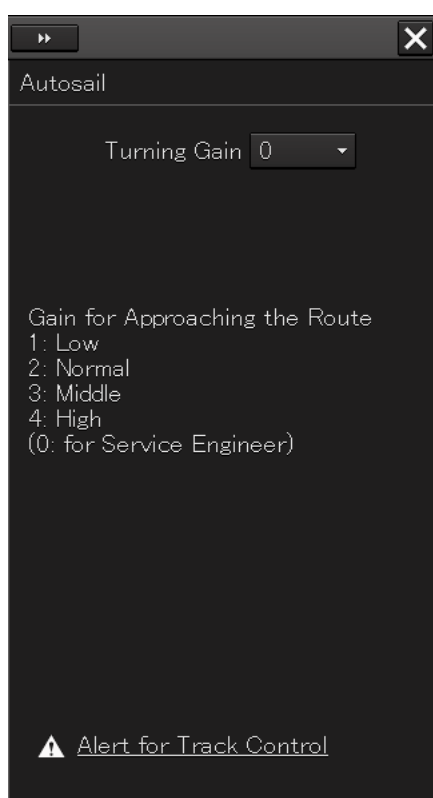 Autosail
Turning Gain 0
Gain for Approaching the Route
1: Low
2: Normal
3: Middle
4: High
(0: for Service Engineer)
Alert for Track Control